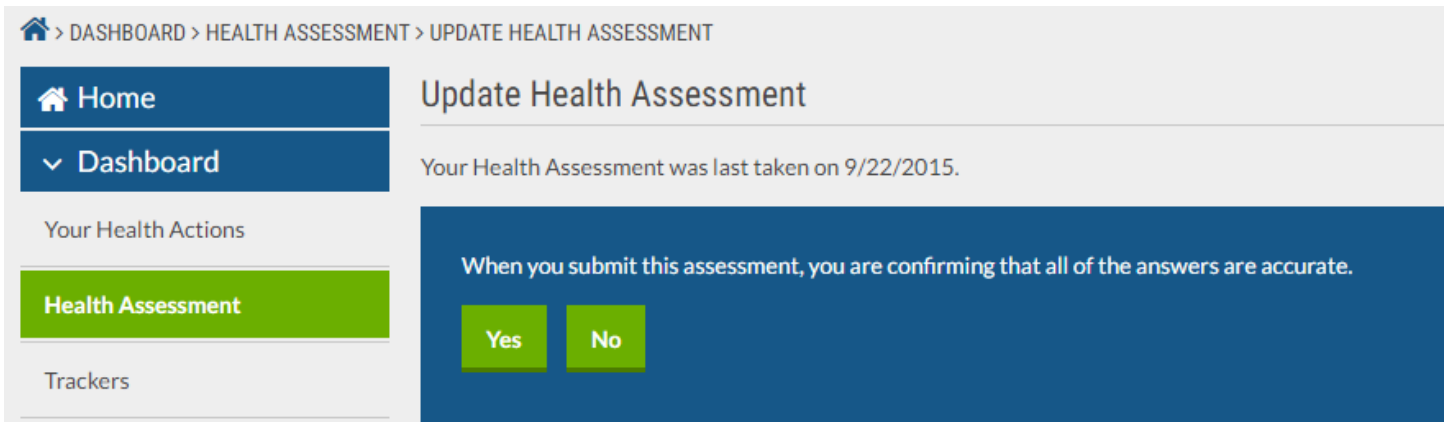 > DASHBOARD > HEALTH ASSESSMENT > UPDATE HEALTH ASSESSMENT
Home
Dashboard
Your Health Actions
Health Assessment
Trackers
Update Health Assessment
Your Health Assessment was last taken on 9/22/2015.
When you submit this assessment, you are confirming that all of the answers are accurate.
Yes No